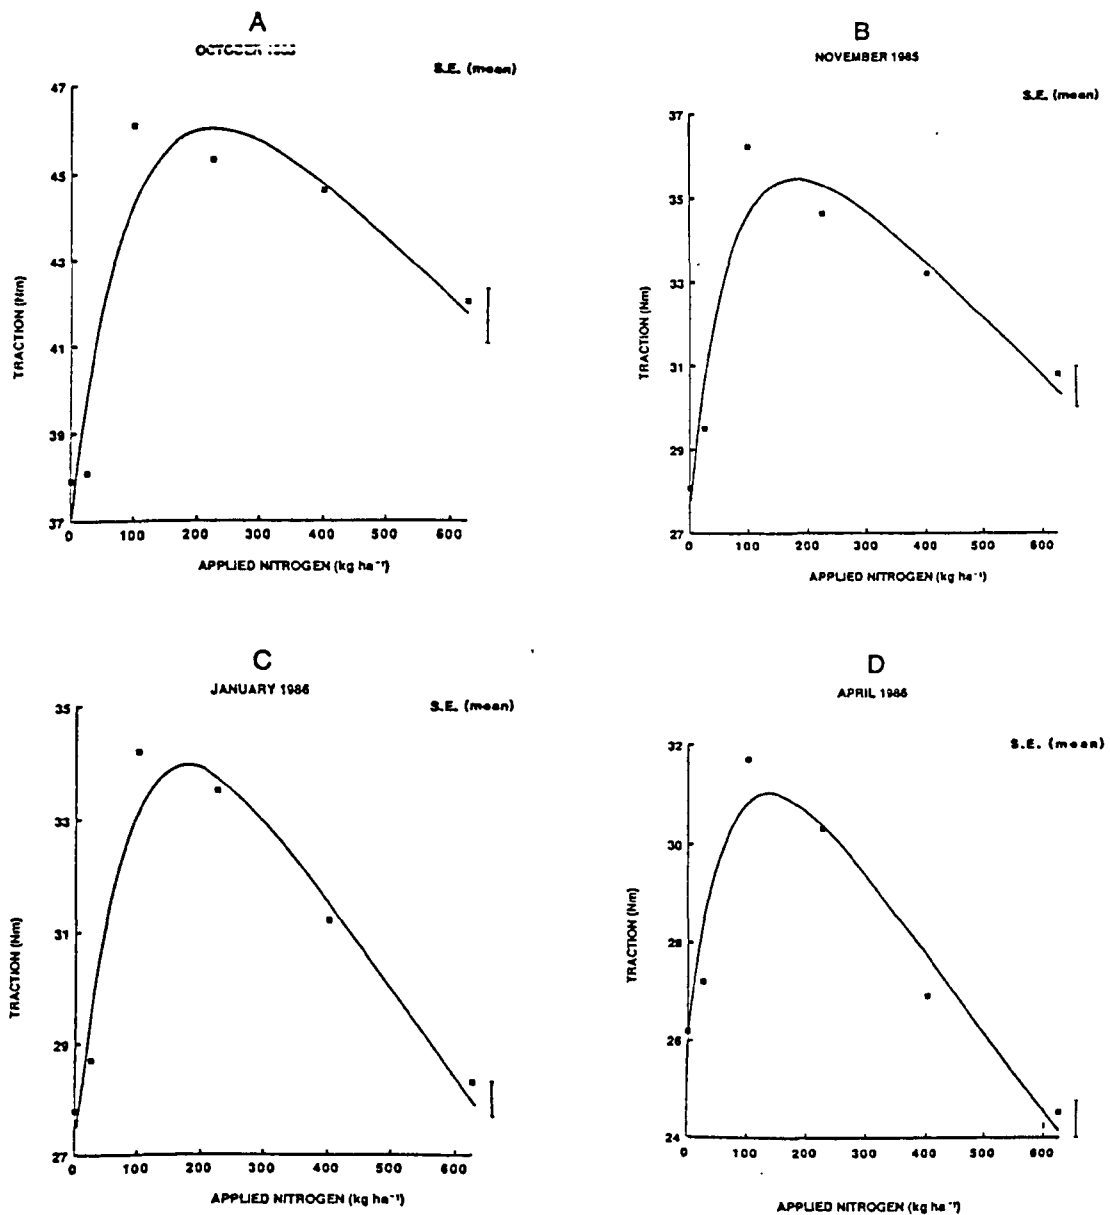 A
OCTOBER
S.E. (mean)
47
45
43
41
39
37
TRACTION (Nm)
0 100 200 300 400 500 600
APPLIED NITROGEN (kg ha⁻¹)
B
NOVEMBER 1985
S.E. (mean)
37
35
33
31
29
27
TRACTION (Nm)
0 100 200 300 400 500 600
APPLIED NITROGEN (kg ha⁻¹)
C
JANUARY 1986
S.E. (mean)
35
33
31
29
27
TRACTION (Nm)
0 100 200 300 400 500 600
APPLIED NITROGEN (kg ha⁻¹)
D
APRIL 1986
S.E. (mean)
32
30
28
26
24
TRACTION (Nm)
0 100 200 300 400 500 600
APPLIED NITROGEN (kg ha⁻¹)